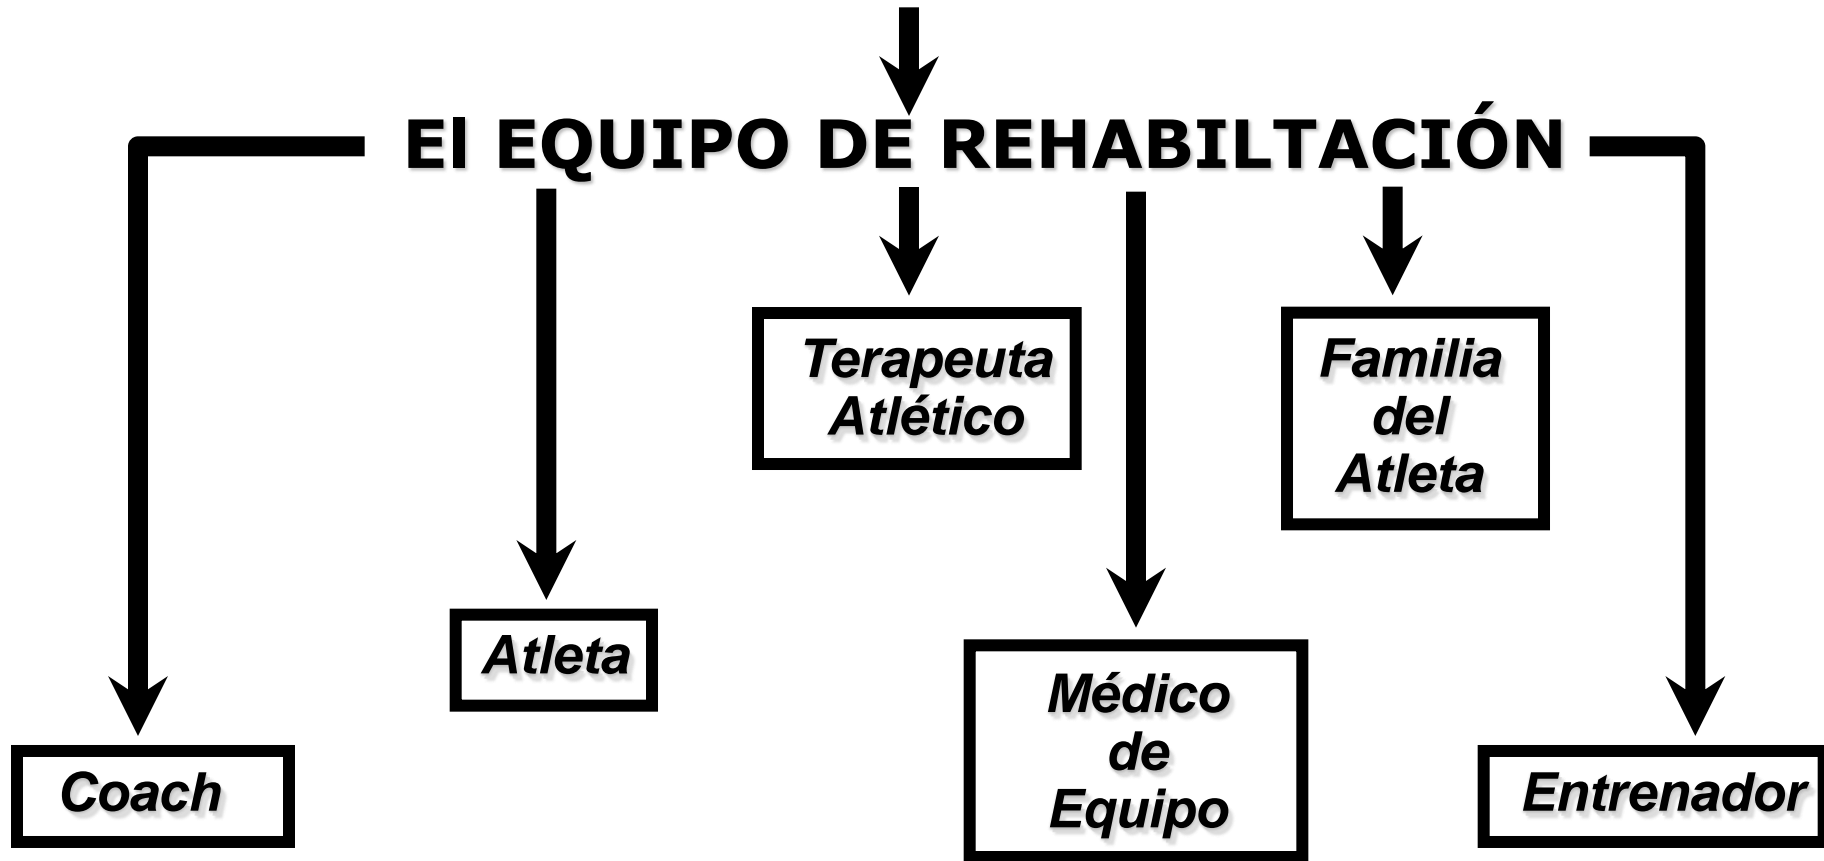 El EQUIPO DE REHABILTACIÓN
Terapeuta
Atlético
Familia
del
Atleta
Atleta
Médico
de
Equipo
Coach
Entrenador